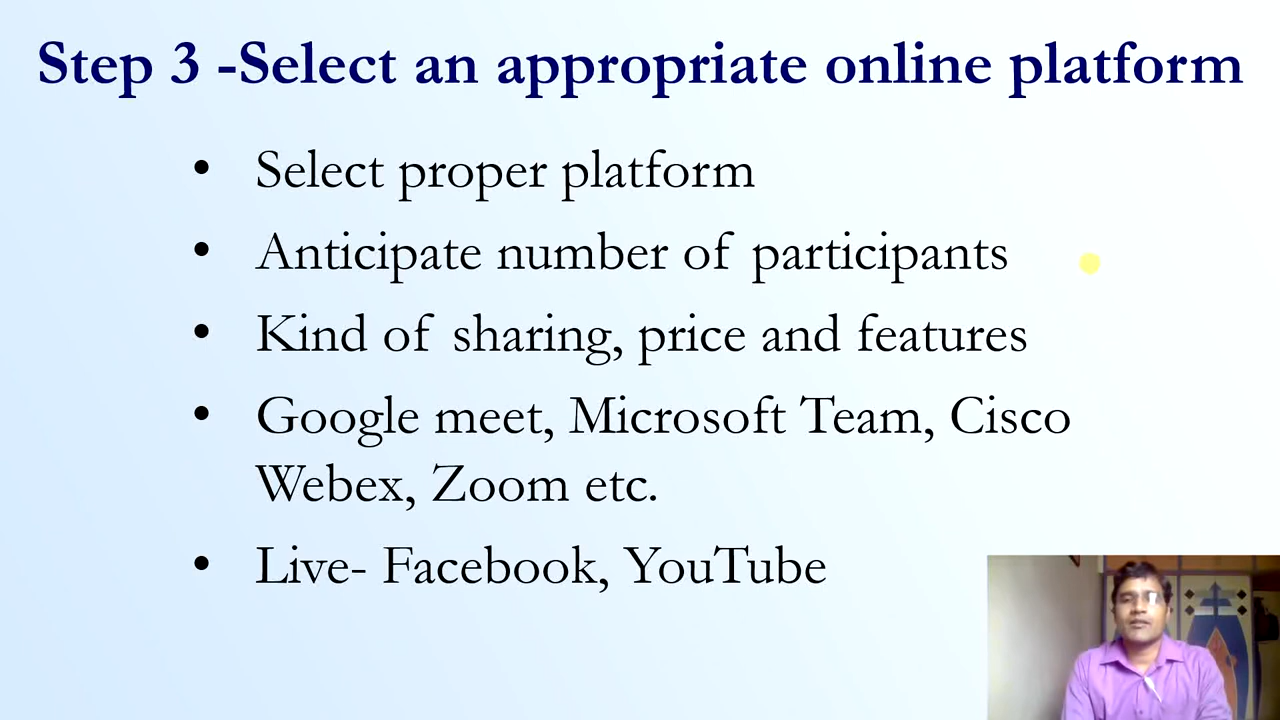 Step 3 -Select an appropriate online platform
• Select proper platform
• Anticipate number of participants
• Kind of sharing, price and features
• Google meet, Microsoft Team, Cisco
Webex, Zoom etc.
• Live- Facebook, YouTube